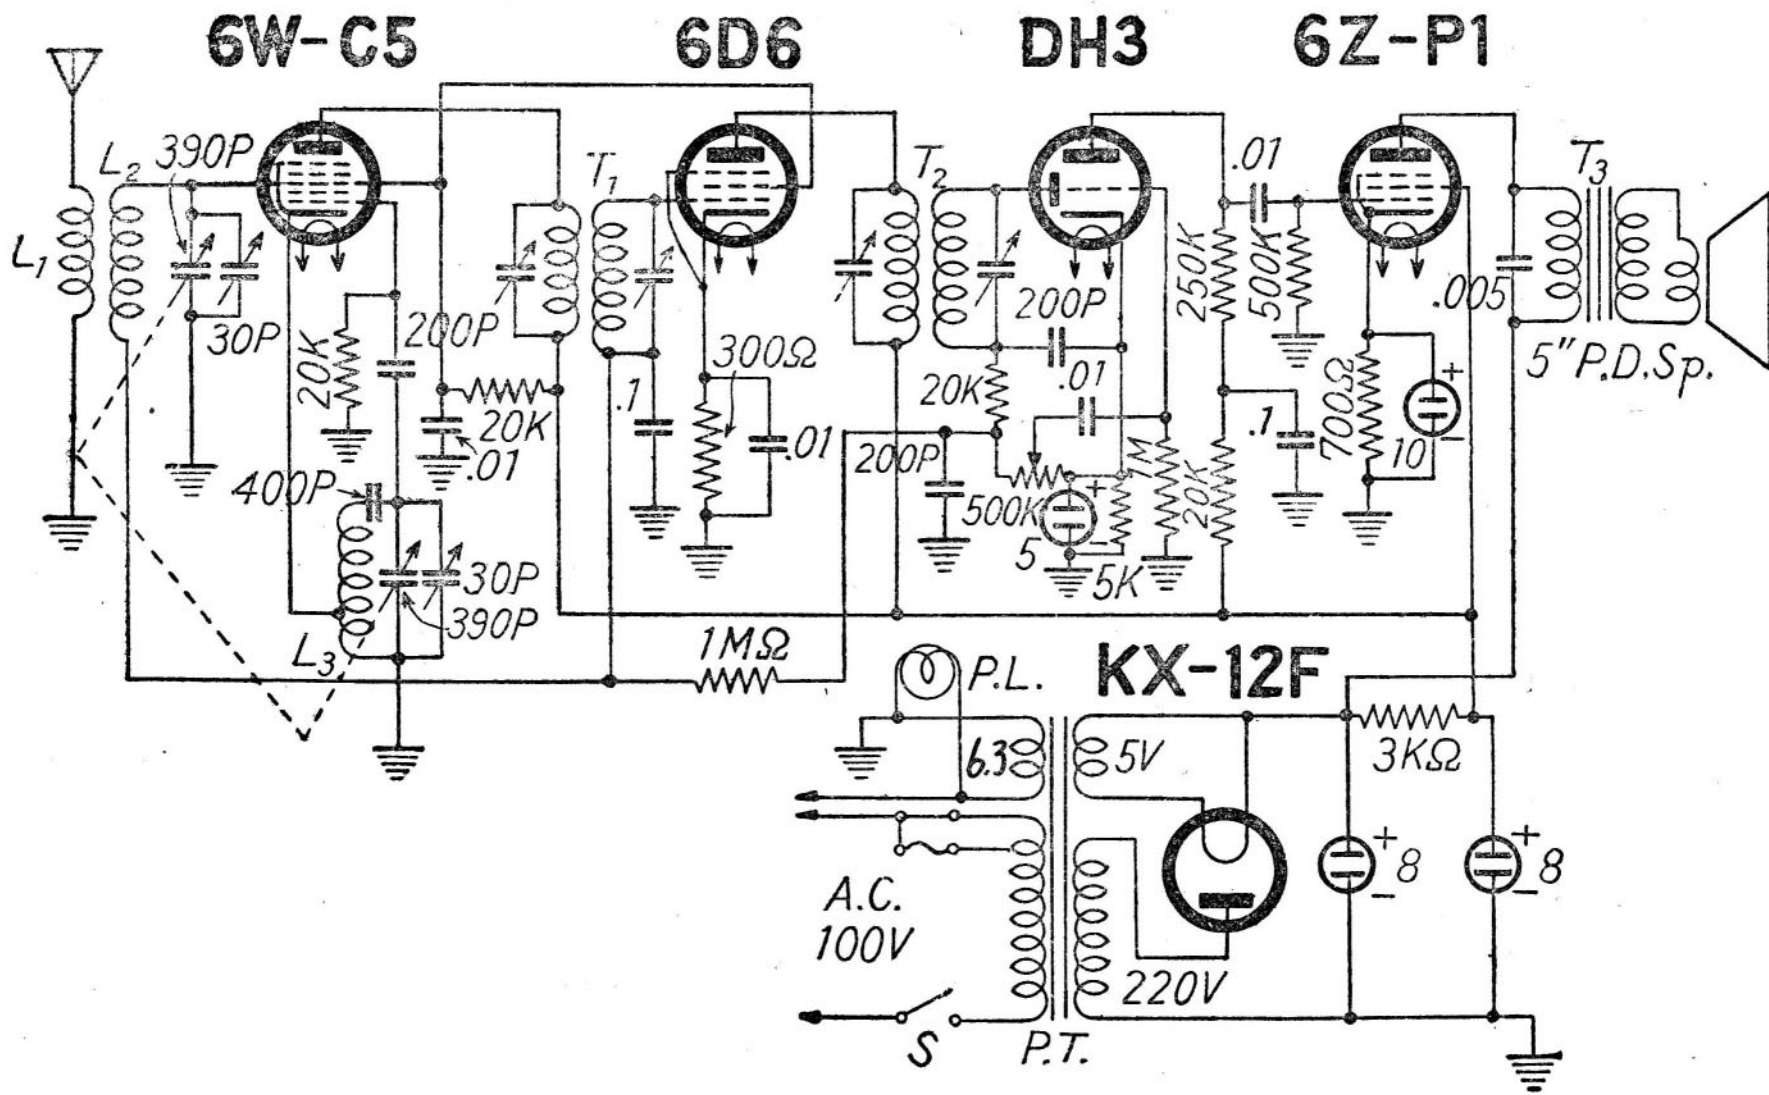 6W-C5
6D6
DH3
6Z-P1
L1
L2
390P
30P
20K
200P
20K
.01
400P
30P
390P
L3
T1
.1
300Ω
.01
1MΩ
T2
200P
20K
.01
200P
500K
+
-
5
5K
1M
250K
20K
.01
500K
.1
700Ω
+
-
10
.005
T3
5"P.D.Sp.
P.L.
KX-12F
6.3
5V
3KΩ
A.C.
100V
220V
+
-
8
+
-
8
S
P.T.